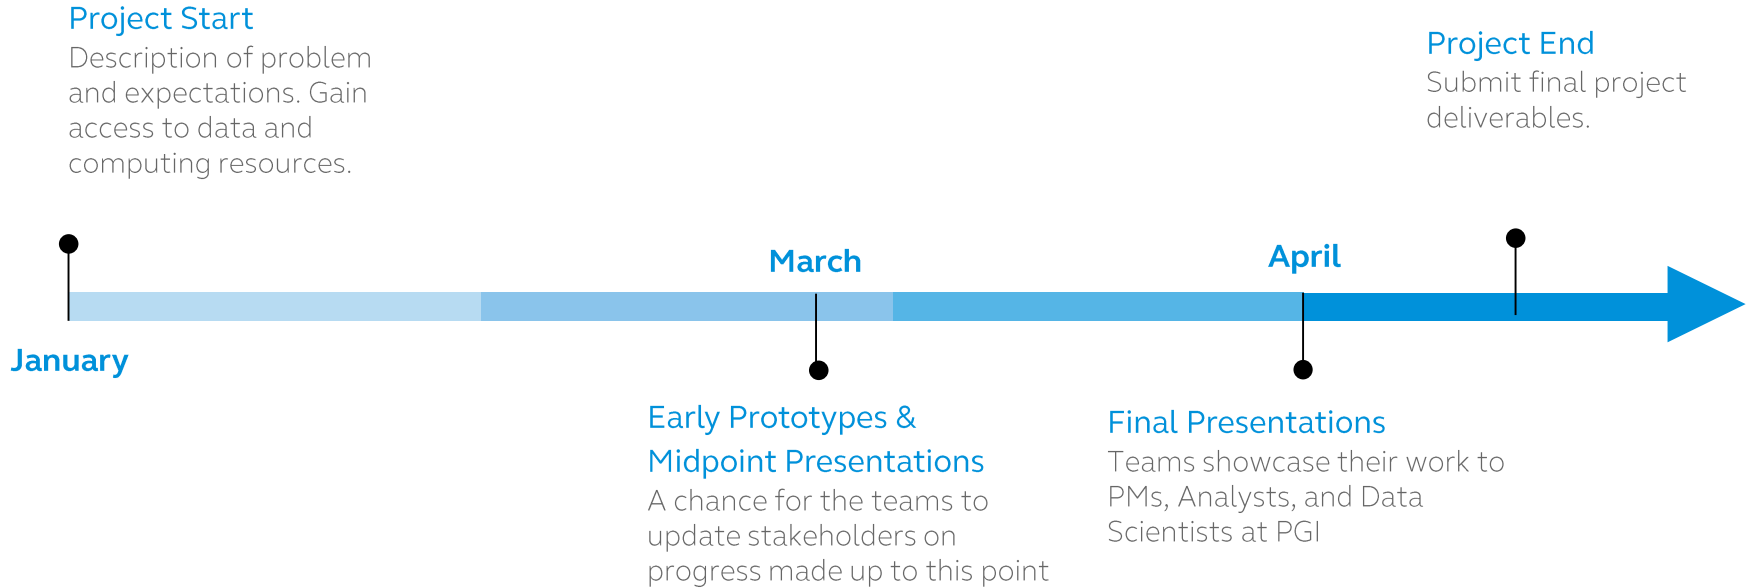 Project Start
Description of problem
and expectations. Gain
access to data and
computing resources.
Project End
Submit final project
deliverables.
January
March
April
Early Prototypes &
Midpoint Presentations
A chance for the teams to
update stakeholders on
progress made up to this point
Final Presentations
Teams showcase their work to
PMs, Analysts, and Data
Scientists at PGI